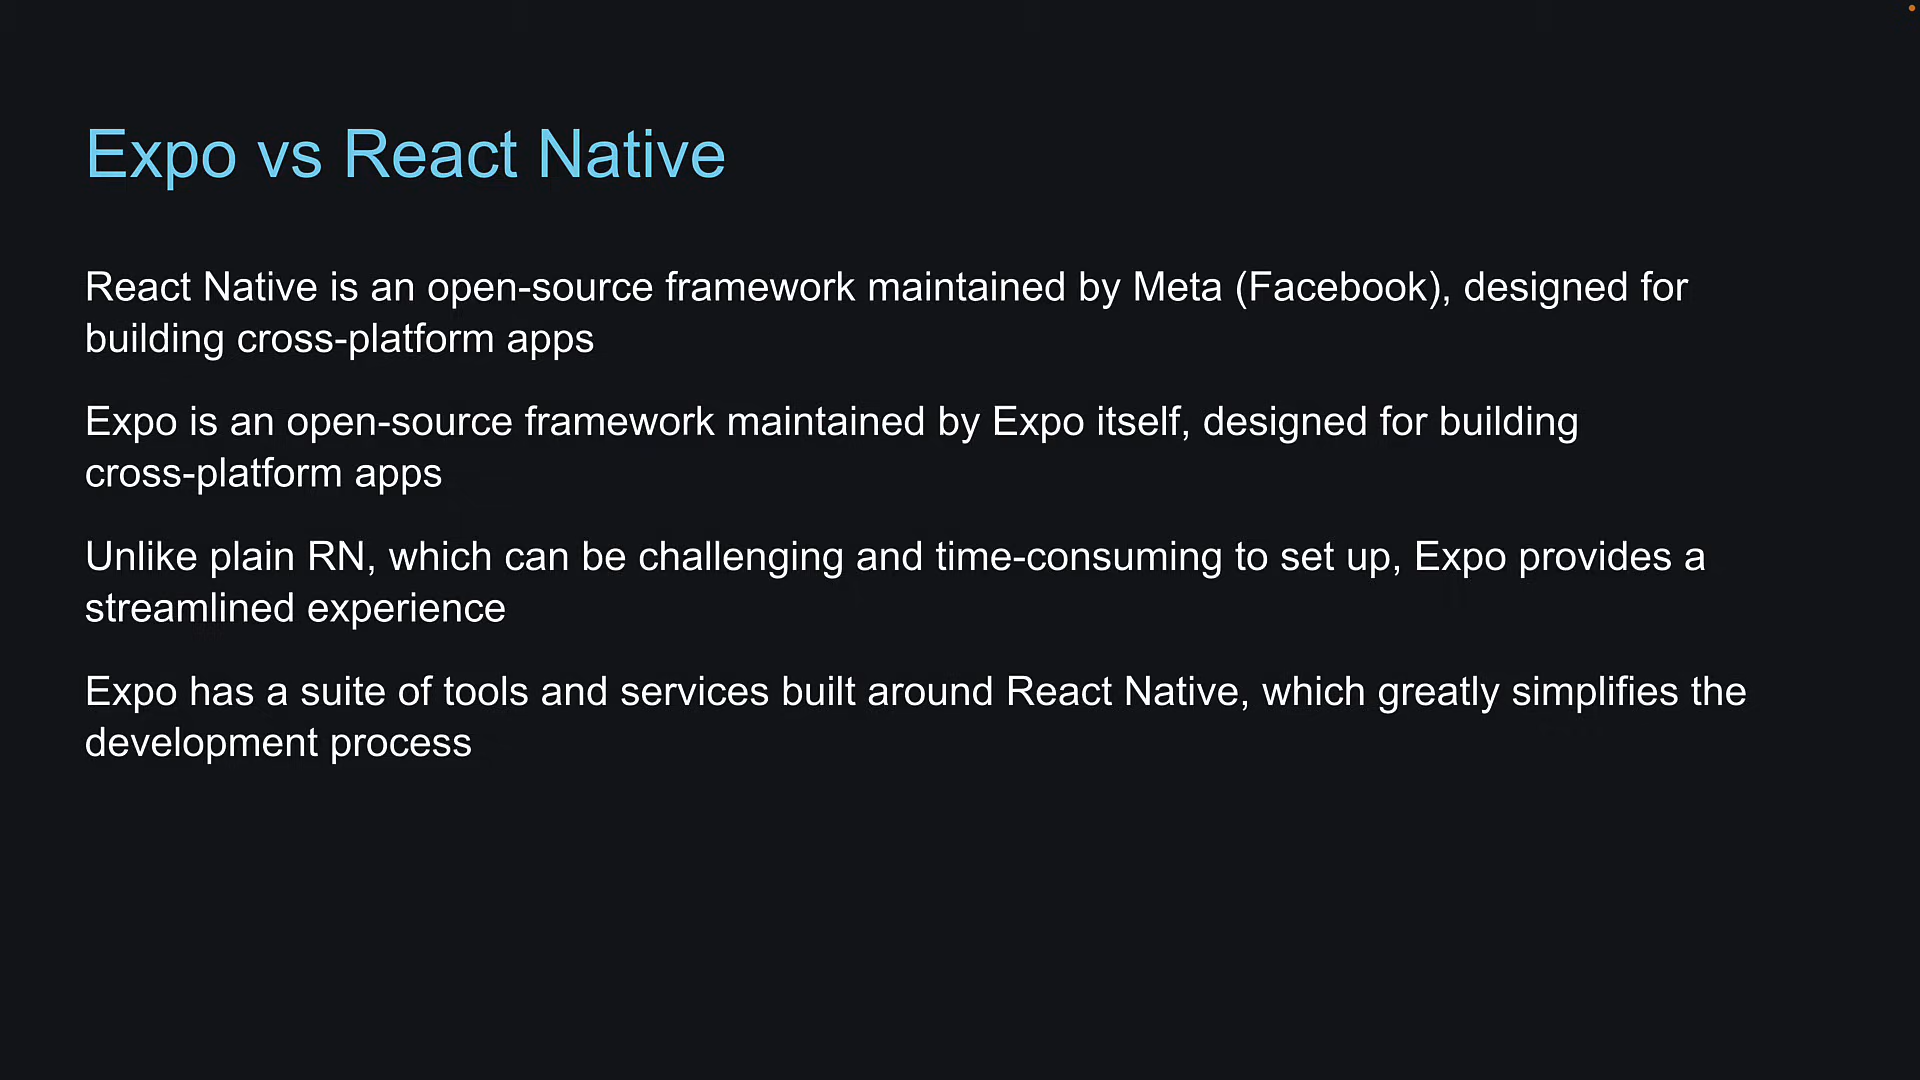 Expo vs React Native
React Native is an open-source framework maintained by Meta (Facebook), designed for
building cross-platform apps
Expo is an open-source framework maintained by Expo itself, designed for building
cross-platform apps
Unlike plain RN, which can be challenging and time-consuming to set up, Expo provides a
streamlined experience
Expo has a suite of tools and services built around React Native, which greatly simplifies the
development process